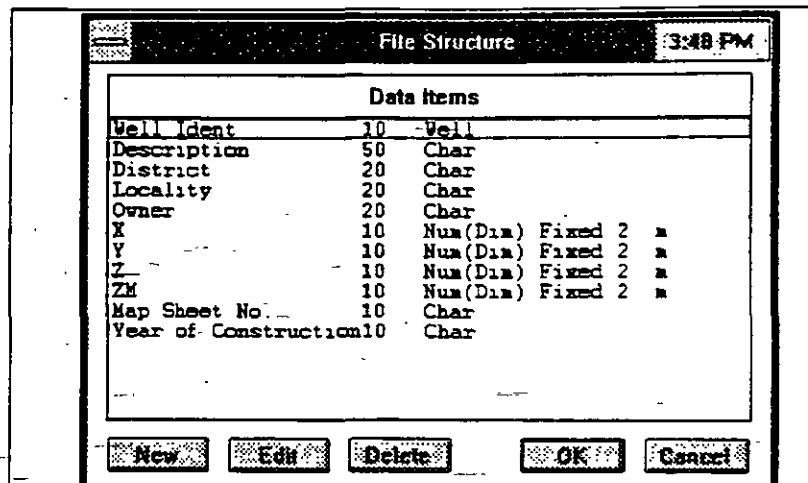 File Structure 3:48 PM
Data Items
Well Ident 10 Well
Description 50 Char
District 20 Char
Locality 20 Char
Owner 20 Char
X 10 Num(Dim) Fixed 2 m
Y 10 Num(Dim) Fixed 2 m
Z 10 Num(Dim) Fixed 2 m
ZM 10 Num(Dim) Fixed 2 m
Map Sheet No. 10 Char
Year of Construction10 Char
New Edit Delete OK Cancel